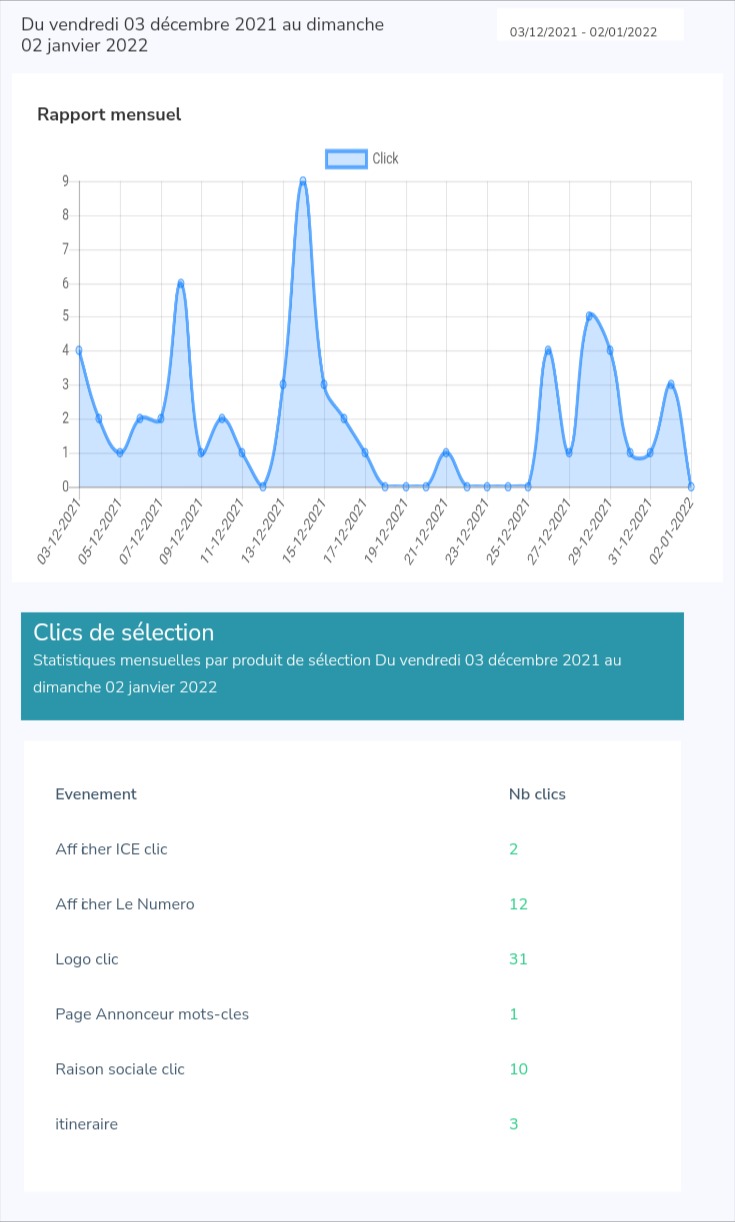 Du vendredi 03 décembre 2021 au dimanche
02 janvier 2022
03/12/2021 - 02/01/2022
Rapport mensuel
Click
9
8
7
6
5
4
3
2
1
0
03-12-2021
05-12-2021
07-12-2021
09-12-2021
11-12-2021
13-12-2021
15-12-2021
17-12-2021
19-12-2021
21-12-2021
23-12-2021
25-12-2021
27-12-2021
29-12-2021
31-12-2021
02-01-2022
Clics de sélection
Statistiques mensuelles par produit de sélection Du vendredi 03 décembre 2021 au
dimanche 02 janvier 2022
Evenement Nb clics
Afficher ICE clic 2
Afficher Le Numero 12
Logo clic 31
Page Annonceur mots-cles 1
Raison sociale clic 10
itineraire 3